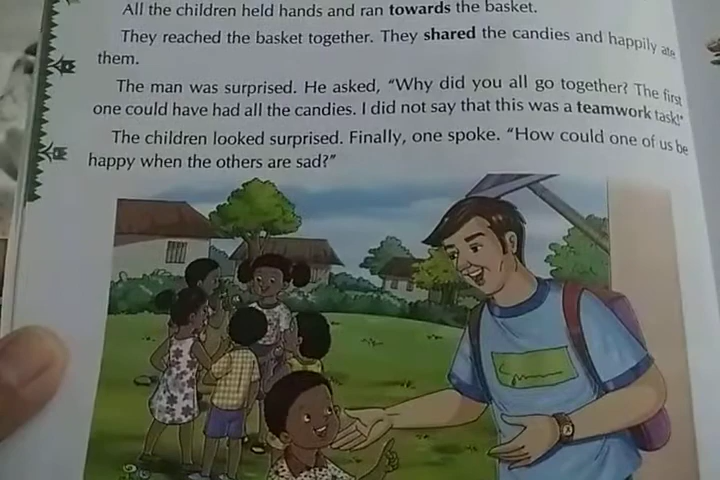 All the children held hands and ran towards the basket.
They reached the basket together. They shared the candies and happily ate
them.
The man was surprised. He asked, “Why did you all go together? The first
one could have had all the candies. I did not say that this was a teamwork task!”
The children looked surprised. Finally, one spoke. “How could one of us be
happy when the others are sad?”